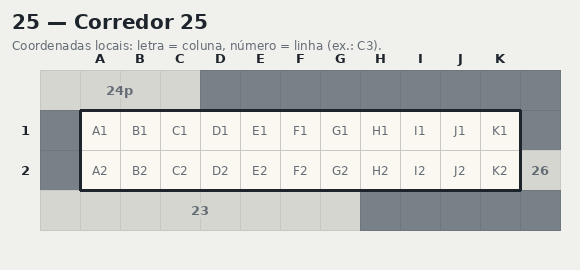 25 — Corredor 25
Coordenadas locais: letra = coluna, número = linha (ex.: C3).
A B C D E F G H I J K
24p
1 A1 B1 C1 D1 E1 F1 G1 H1 I1 J1 K1
2 A2 B2 C2 D2 E2 F2 G2 H2 I2 J2 K2 26
23